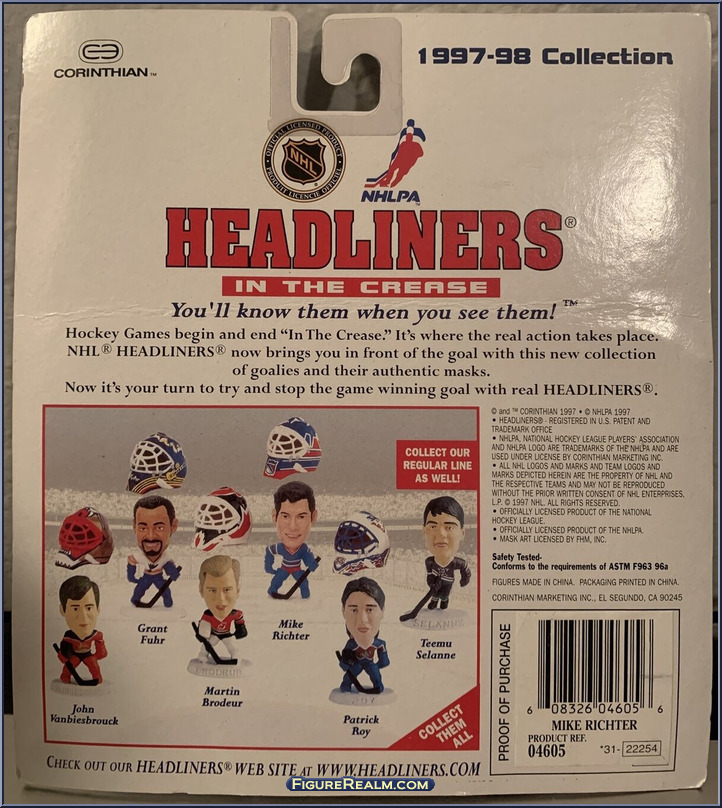 CORINTHIAN™
1997-98 Collection
OFFICIAL LICENSED PRODUCT
NHL
PRODUIT LICENCIÉ OFFICIEL
NHLPA™
HEADLINERS®
IN THE CREASE
You'll know them when you see them!™
Hockey Games begin and end “In The Crease.” It's where the real action takes place.
NHL® HEADLINERS® now brings you in front of the goal with this new collection
of goalies and their authentic masks.
Now it's your turn to try and stop the game winning goal with real HEADLINERS®.
COLLECT OUR
REGULAR LINE
AS WELL!
Grant
Fuhr
Mike
Richter
SELANNE
Teemu
Selanne
BRODEUR
Martin
Brodeur
John
Vanbiesbrouck
ROY
Patrick
Roy
COLLECT
THEM
ALL
© and ™ CORINTHIAN 1997 • © NHLPA 1997
• HEADLINERS® - REGISTERED IN U.S. PATENT AND
TRADEMARK OFFICE
• NHLPA, NATIONAL HOCKEY LEAGUE PLAYERS' ASSOCIATION
AND NHLPA LOGO ARE TRADEMARKS OF THE NHLPA AND ARE
USED UNDER LICENSE BY CORINTHIAN MARKETING INC.
• ALL NHL LOGOS AND MARKS AND TEAM LOGOS AND
MARKS DEPICTED HEREIN ARE THE PROPERTY OF NHL AND
THE RESPECTIVE TEAMS AND MAY NOT BE REPRODUCED
WITHOUT THE PRIOR WRITTEN CONSENT OF NHL ENTERPRISES,
L.P. © 1997 NHL. ALL RIGHTS RESERVED.
• OFFICIALLY LICENSED PRODUCT OF THE NATIONAL
HOCKEY LEAGUE.
• OFFICIALLY LICENSED PRODUCT OF THE NHLPA.
• MASK ART LICENSED BY FHM, INC.
Safety Tested-
Conforms to the requirements of ASTM F963 96a
FIGURES MADE IN CHINA. PACKAGING PRINTED IN CHINA.
CORINTHIAN MARKETING INC., EL SEGUNDO, CA 90245
PROOF OF PURCHASE
6 08326 04605 6
MIKE RICHTER
PRODUCT REF.
04605
*31- 22254
CHECK OUT OUR HEADLINERS® WEB SITE AT WWW.HEADLINERS.COM
FIGUREREALM.COM